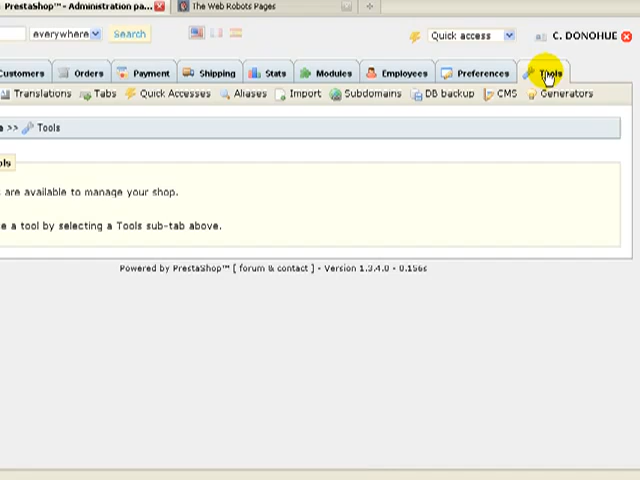 PrestaShop™ - Administration pa... The Web Robots Pages
everywhere Search Quick access C. DONOHUE
Customers Orders Payment Shipping Stats Modules Employees Preferences Tools
Translations Tabs Quick Accesses Aliases Import Subdomains DB backup CMS Generators
>> Tools
ols
are available to manage your shop.
e a tool by selecting a Tools sub-tab above.
Powered by PrestaShop™ [ forum & contact ] - Version 1.3.4.0 - 0.156s